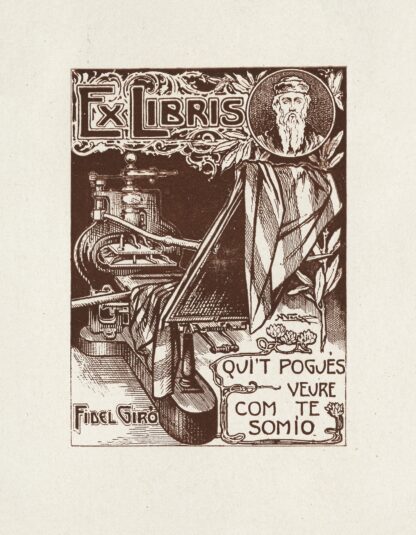 EX LIBRIS
QUI'T POGUÉS
VEURE
COM TE
SOMIO
FIDEL GIRÓ